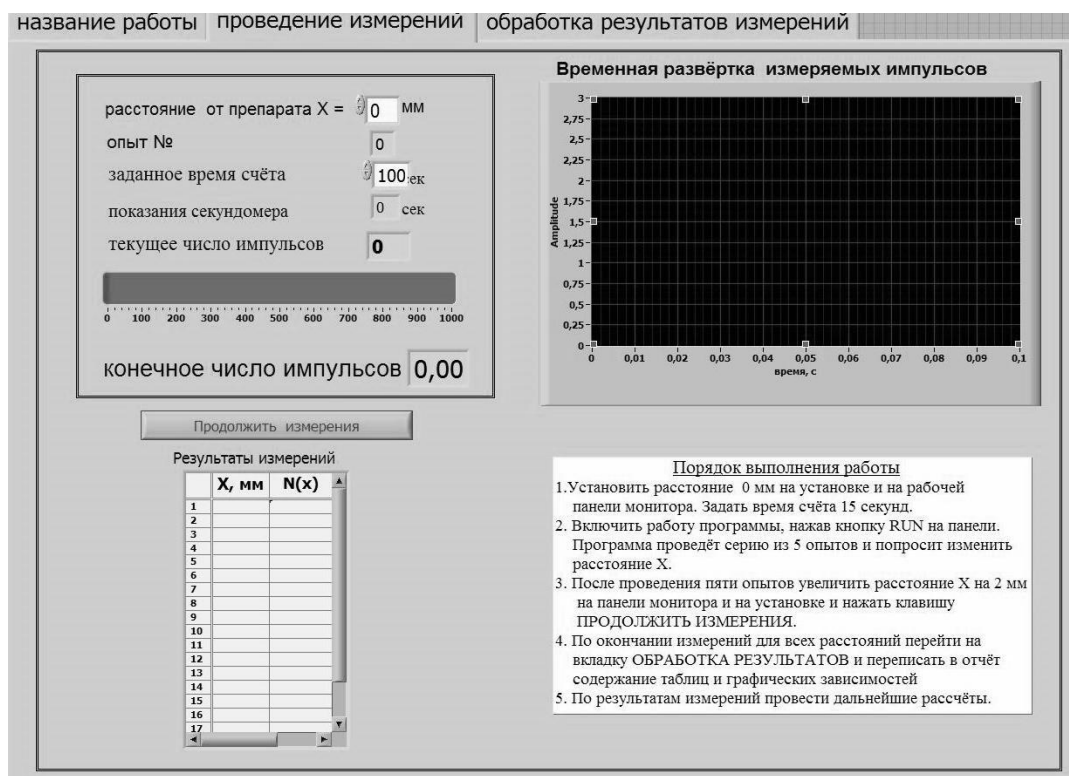 название работы проведение измерений обработка результатов измерений
расстояние от препарата X = 0 мм
опыт № 0
заданное время счёта 100 сек
показания секундомера 0 сек
текущее число импульсов 0
0 100 200 300 400 500 600 700 800 900 1000
конечное число импульсов 0,00
Продолжить измерения
Результаты измерений
X, мм N(x)
1
2
3
4
5
6
7
8
9
10
11
12
13
14
15
16
17
Временная развёртка измеряемых импульсов
Amplitude
3
2,75
2,5
2,25
2
1,75
1,5
1,25
1
0,75
0,5
0,25
0
0 0,01 0,02 0,03 0,04 0,05 0,06 0,07 0,08 0,09 0,1
время, с
Порядок выполнения работы
1.Установить расстояние 0 мм на установке и на рабочей
панели монитора. Задать время счёта 15 секунд.
2. Включить работу программы, нажав кнопку RUN на панели.
Программа проведёт серию из 5 опытов и попросит изменить
расстояние X.
3. После проведения пяти опытов увеличить расстояние X на 2 мм
на панели монитора и на установке и нажать клавишу
ПРОДОЛЖИТЬ ИЗМЕРЕНИЯ.
4. По окончании измерений для всех расстояний перейти на
вкладку ОБРАБОТКА РЕЗУЛЬТАТОВ и переписать в отчёт
содержание таблиц и графических зависимостей
5. По результатам измерений провести дальнейшие рассчёты.